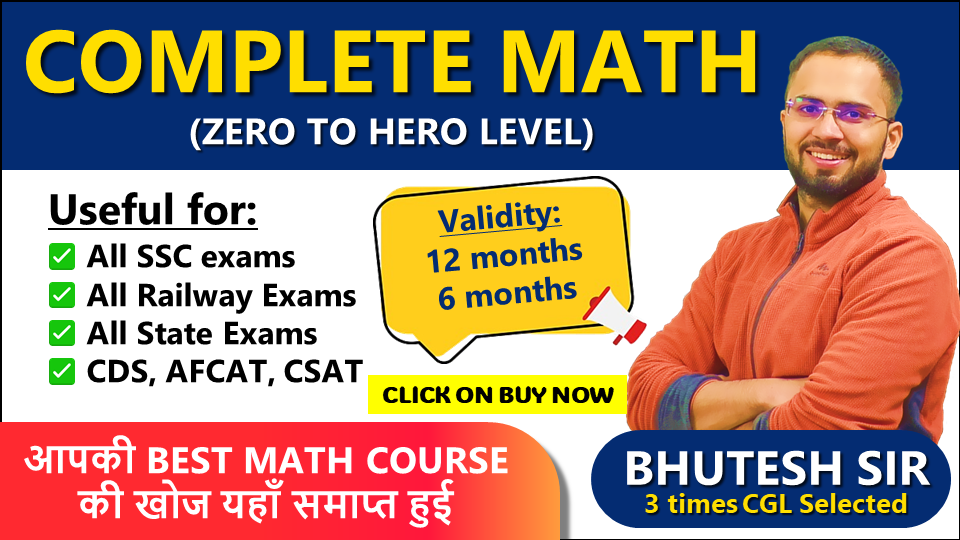 COMPLETE MATH
(ZERO TO HERO LEVEL)
Useful for:
All SSC exams
All Railway Exams
All State Exams
CDS, AFCAT, CSAT
Validity:
12 months
6 months
CLICK ON BUY NOW
आपकी BEST MATH COURSE
की खोज यहाँ समाप्त हुई
BHUTESH SIR
3 times CGL Selected